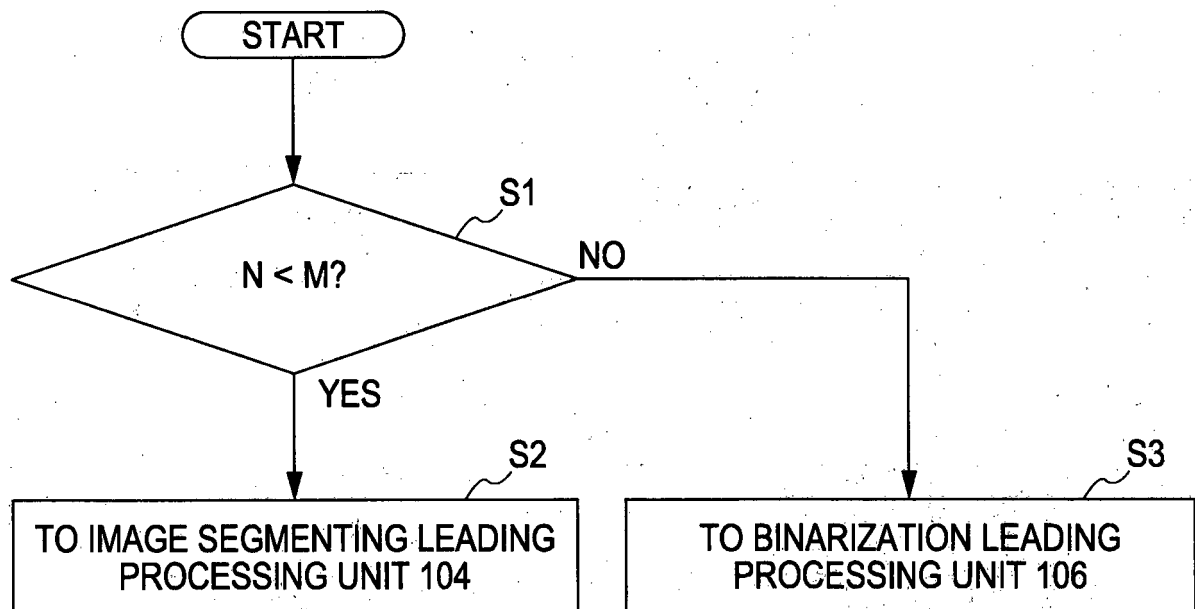 START
S1
N < M?
NO
YES
S2
S3
TO IMAGE SEGMENTING LEADING
PROCESSING UNIT 104
TO BINARIZATION LEADING
PROCESSING UNIT 106